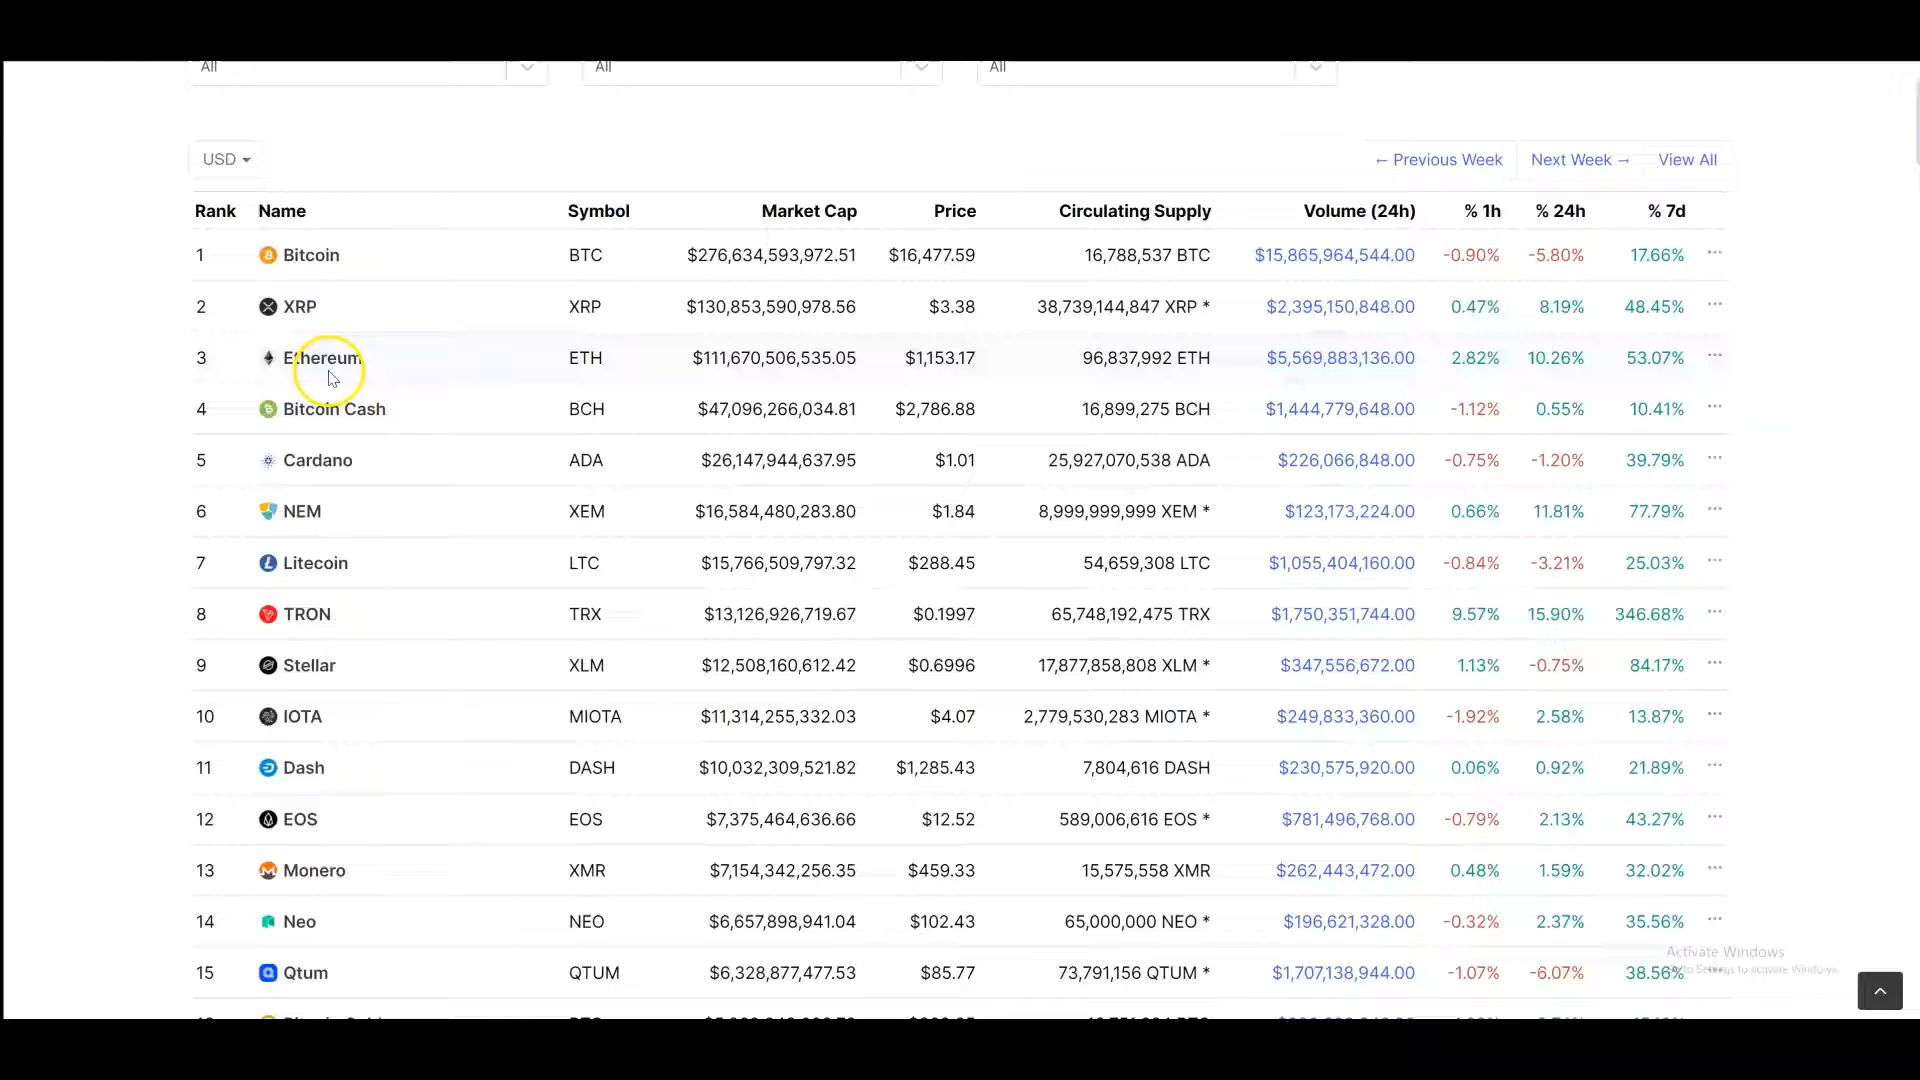 All All All
USD ← Previous Week Next Week → View All
Rank Name Symbol Market Cap Price Circulating Supply Volume (24h) % 1h % 24h % 7d
1 Bitcoin BTC $276,634,593,972.51 $16,477.59 16,788,537 BTC $15,865,964,544.00 -0.90% -5.80% 17.66% ...
2 XRP XRP $130,853,590,978.56 $3.38 38,739,144,847 XRP * $2,395,150,848.00 0.47% 8.19% 48.45% ...
3 Ethereum ETH $111,670,506,535.05 $1,153.17 96,837,992 ETH $5,569,883,136.00 2.82% 10.26% 53.07% ...
4 Bitcoin Cash BCH $47,096,266,034.81 $2,786.88 16,899,275 BCH $1,444,779,648.00 -1.12% 0.55% 10.41% ...
5 Cardano ADA $26,147,944,637.95 $1.01 25,927,070,538 ADA $226,066,848.00 -0.75% -1.20% 39.79% ...
6 NEM XEM $16,584,480,283.80 $1.84 8,999,999,999 XEM * $123,173,224.00 0.66% 11.81% 77.79% ...
7 Litecoin LTC $15,766,509,797.32 $288.45 54,659,308 LTC $1,055,404,160.00 -0.84% -3.21% 25.03% ...
8 TRON TRX $13,126,926,719.67 $0.1997 65,748,192,475 TRX $1,750,351,744.00 9.57% 15.90% 346.68% ...
9 Stellar XLM $12,508,160,612.42 $0.6996 17,877,858,808 XLM * $347,556,672.00 1.13% -0.75% 84.17% ...
10 IOTA MIOTA $11,314,255,332.03 $4.07 2,779,530,283 MIOTA * $249,833,360.00 -1.92% 2.58% 13.87% ...
11 Dash DASH $10,032,309,521.82 $1,285.43 7,804,616 DASH $230,575,920.00 0.06% 0.92% 21.89% ...
12 EOS EOS $7,375,464,636.66 $12.52 589,006,616 EOS * $781,496,768.00 -0.79% 2.13% 43.27% ...
13 Monero XMR $7,154,342,256.35 $459.33 15,575,558 XMR $262,443,472.00 0.48% 1.59% 32.02% ...
14 Neo NEO $6,657,898,941.04 $102.43 65,000,000 NEO * $196,621,328.00 -0.32% 2.37% 35.56% ...
Activate Windows
Go to Settings to activate Windows.
15 Qtum QTUM $6,328,877,477.53 $85.77 73,791,156 QTUM * $1,707,138,944.00 -1.07% -6.07% 38.56% ...